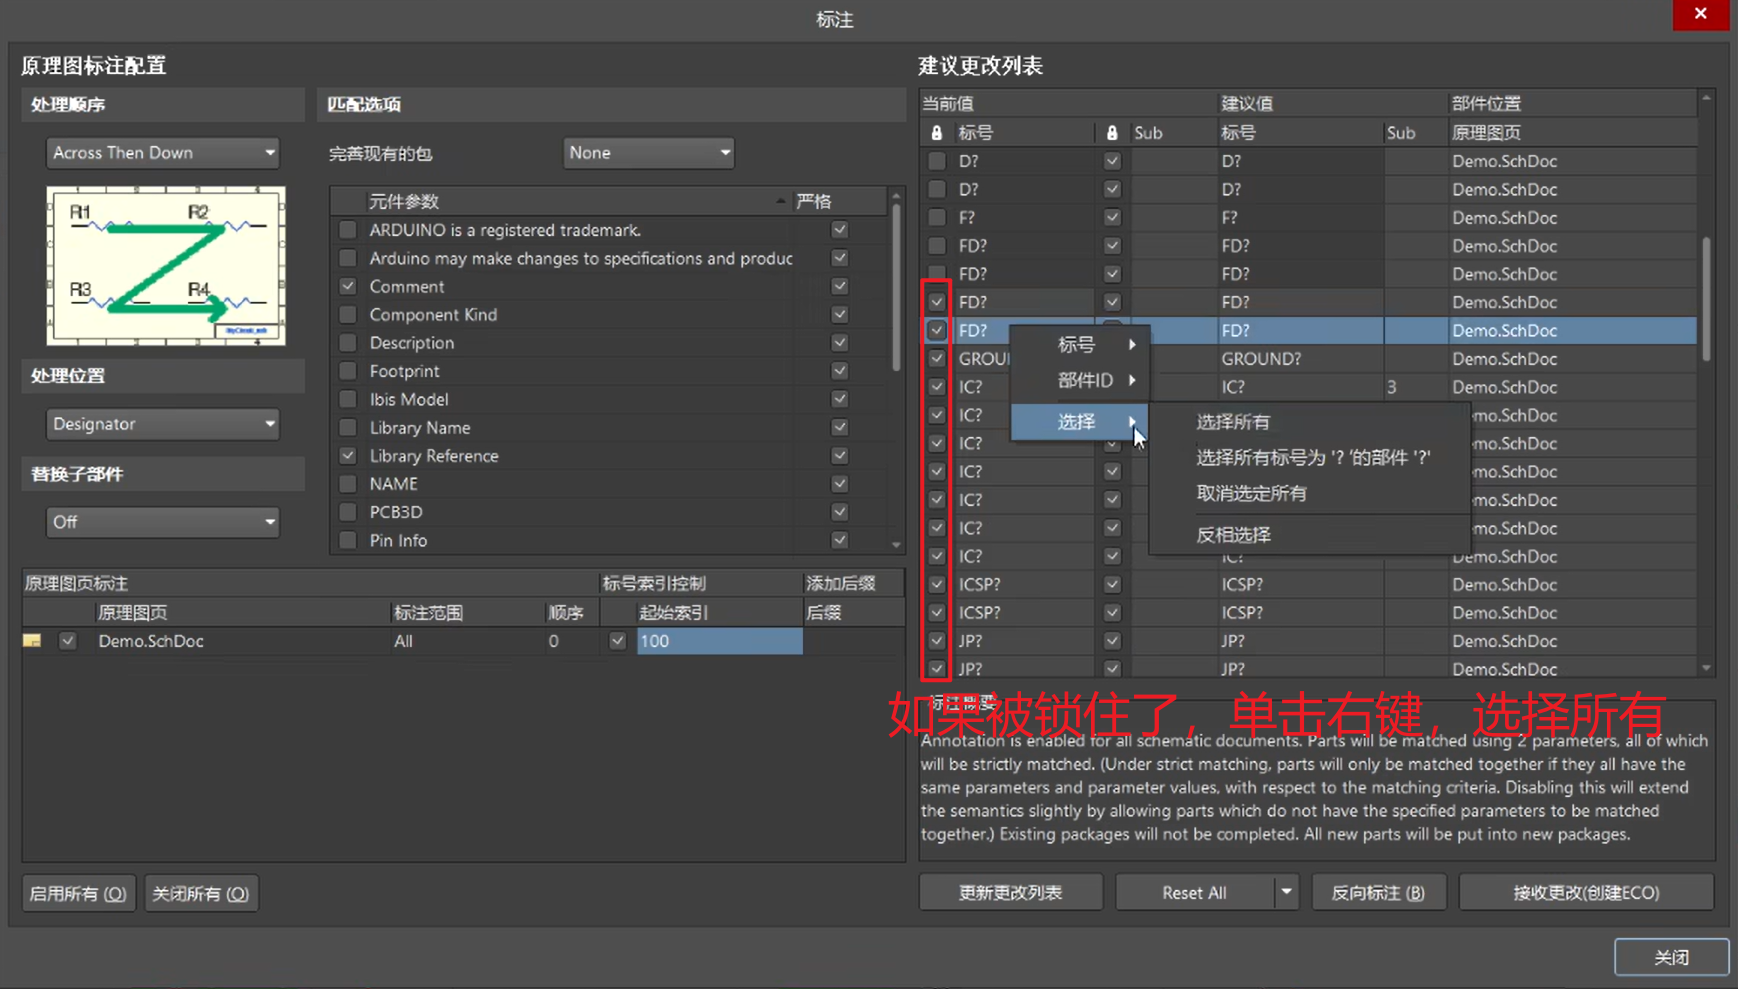 标注
原理图标注配置
建议更改列表
处理顺序
匹配选项
Across Then Down
完善现有的包
None
R1
R2
R3
R4
元件参数
严格
ARDUINO is a registered trademark.
Arduino may make changes to specifications and produc
Comment
Component Kind
Description
Footprint
Ibis Model
Library Name
Library Reference
NAME
PCB3D
Pin Info
处理位置
Designator
替换子部件
Off
原理图页标注
标号索引控制
添加后缀
原理图页
标注范围
顺序
起始索引
后缀
Demo.SchDoc
All
0
100
启用所有 (O)
关闭所有 (O)
当前值
建议值
部件位置
标号
Sub
标号
Sub
原理图页
D? D? Demo.SchDoc
D? D? Demo.SchDoc
F? F? Demo.SchDoc
FD? FD? Demo.SchDoc
FD? FD? Demo.SchDoc
FD? FD? Demo.SchDoc
FD? FD? Demo.SchDoc
GROUN GROUND? Demo.SchDoc
IC? IC? 3 Demo.SchDoc
IC? Demo.SchDoc
IC? Demo.SchDoc
IC? Demo.SchDoc
IC? Demo.SchDoc
IC? Demo.SchDoc
IC? IC? Demo.SchDoc
ICSP? ICSP? Demo.SchDoc
ICSP? ICSP? Demo.SchDoc
JP? JP? Demo.SchDoc
JP? JP? Demo.SchDoc
标号
部件ID
选择
选择所有
选择所有标号为 '? '的部件 '?'
取消选定所有
反相选择
如果被锁住了，单击右键，选择所有
标注概要
Annotation is enabled for all schematic documents. Parts will be matched using 2 parameters, all of which
will be strictly matched. (Under strict matching, parts will only be matched together if they all have the
same parameters and parameter values, with respect to the matching criteria. Disabling this will extend
the semantics slightly by allowing parts which do not have the specified parameters to be matched
together.) Existing packages will not be completed. All new parts will be put into new packages.
更新更改列表
Reset All
反向标注 (B)
接收更改(创建ECO)
关闭